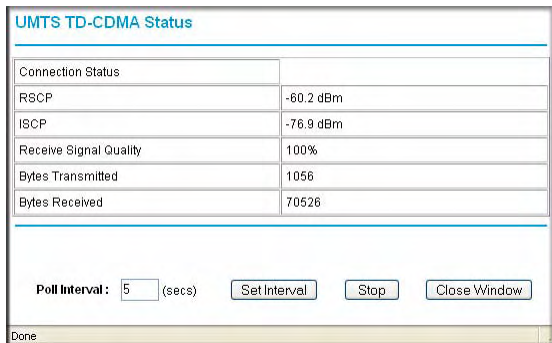 UMTS TD-CDMA Status
Connection Status
RSCP -60.2 dBm
ISCP -76.9 dBm
Receive Signal Quality 100%
Bytes Transmitted 1056
Bytes Received 70526
Poll Interval: 5 (secs) Set Interval Stop Close Window
Done